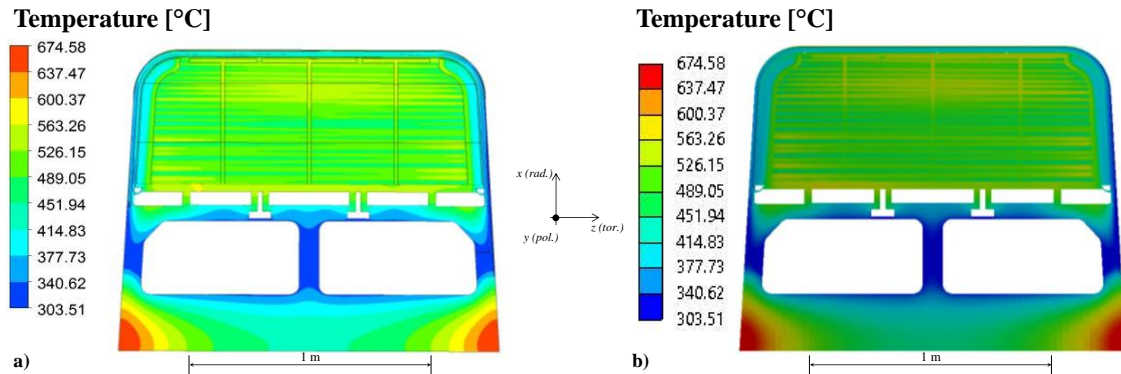 Temperature [°C]
674.58
637.47
600.37
563.26
526.15
489.05
451.94
414.83
377.73
340.62
303.51
a)
1 m
x (rad.)
z (tor.)
y (pol.)
Temperature [°C]
674.58
637.47
600.37
563.26
526.15
489.05
451.94
414.83
377.73
340.62
303.51
b)
1 m